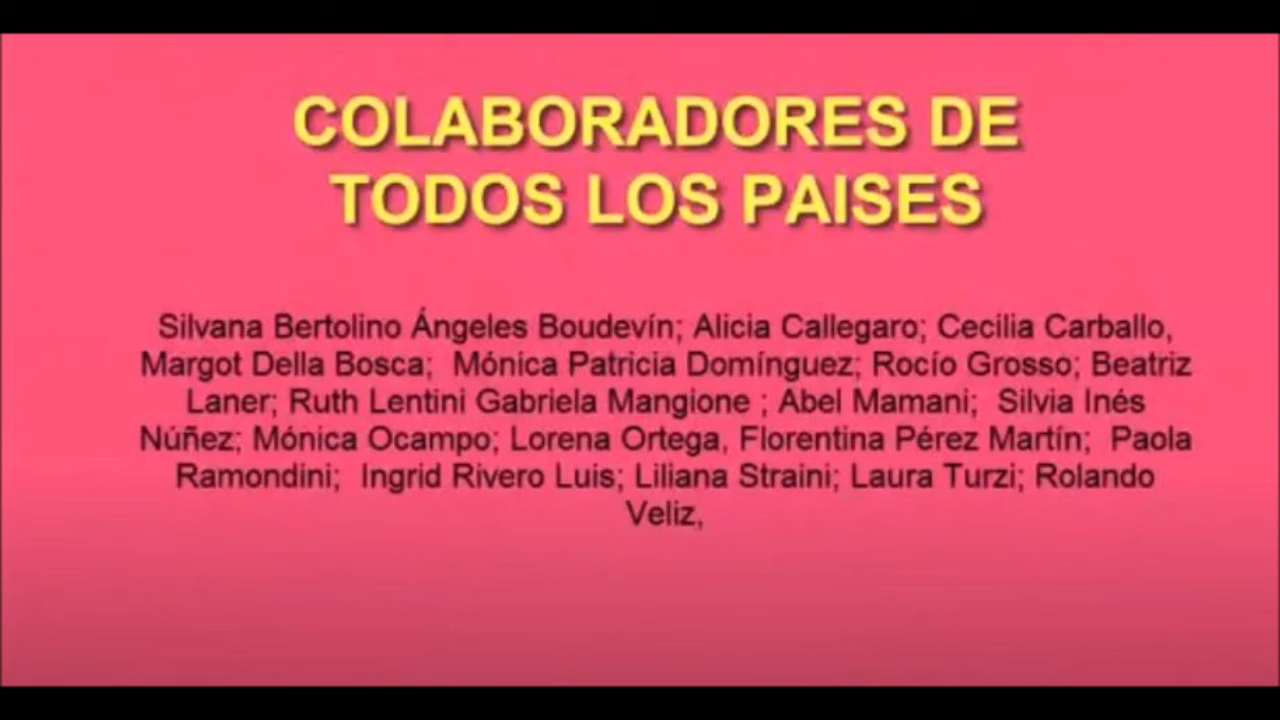 COLABORADORES DE
TODOS LOS PAISES
Silvana Bertolino Ángeles Boudevín; Alicia Callegaro; Cecilia Carballo,
Margot Della Bosca;  Mónica Patricia Domínguez; Rocío Grosso; Beatriz
Laner; Ruth Lentini Gabriela Mangione ; Abel Mamani;  Silvia Inés
Núñez; Mónica Ocampo; Lorena Ortega, Florentina Pérez Martín;  Paola
Ramondini;  Ingrid Rivero Luis; Liliana Straini; Laura Turzi; Rolando
Veliz,